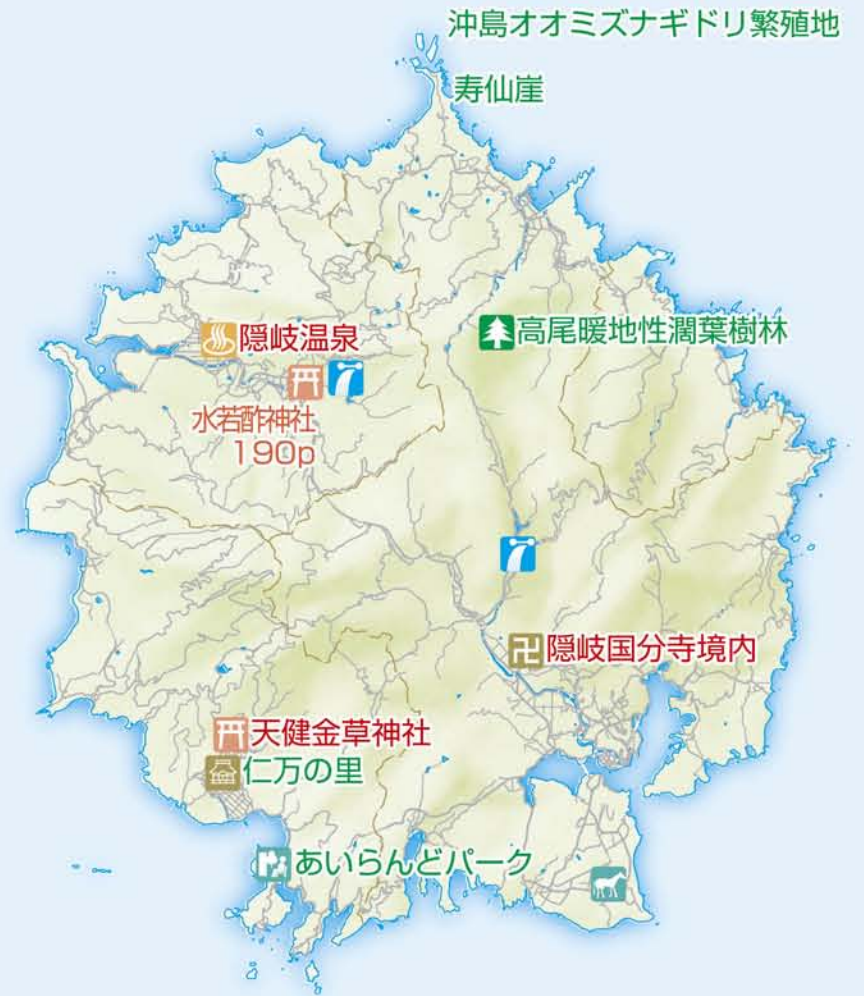 沖島オオミズナギドリ繁殖地
寿仙崖
高尾暖地性濶葉樹林
隠岐温泉
水若酢神社
190p
隠岐国分寺境内
天健金草神社
仁万の里
あいらんどパーク